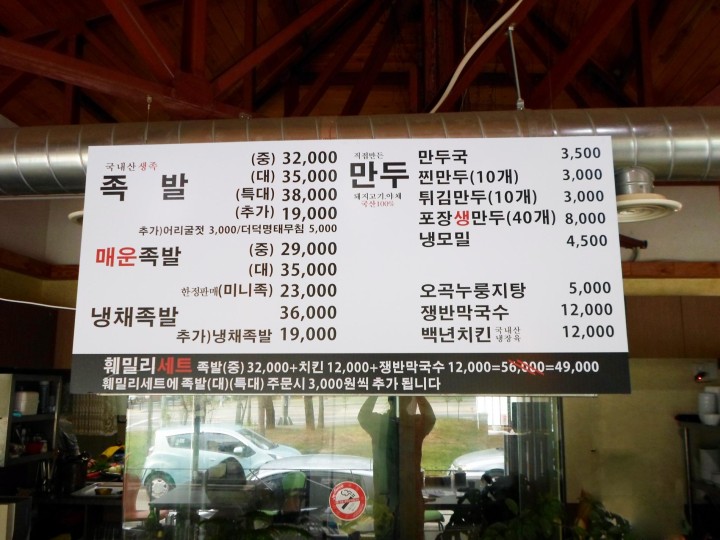 국내산생족
족 발
(중) 32,000
(대) 35,000
(특대) 38,000
(추가) 19,000
추가)어리굴젓 3,000/더덕명태무침 5,000
매운족발
(중) 29,000
(대) 35,000
한정판매(미니족) 23,000
냉채족발 36,000
추가)냉채족발 19,000
직접만든
만두
돼지고기,야채
국산100%
만두국 3,500
찐만두(10개) 3,000
튀김만두(10개) 3,000
포장생만두(40개) 8,000
냉모밀 4,500
오곡누룽지탕 5,000
쟁반막국수 12,000
백년치킨 국내산 냉장육 12,000
훼밀리세트 족발(중) 32,000+치킨 12,000+쟁반막국수 12,000=56,000=49,000
훼밀리세트에 족발(대)(특대) 주문시 3,000원씩 추가 됩니다